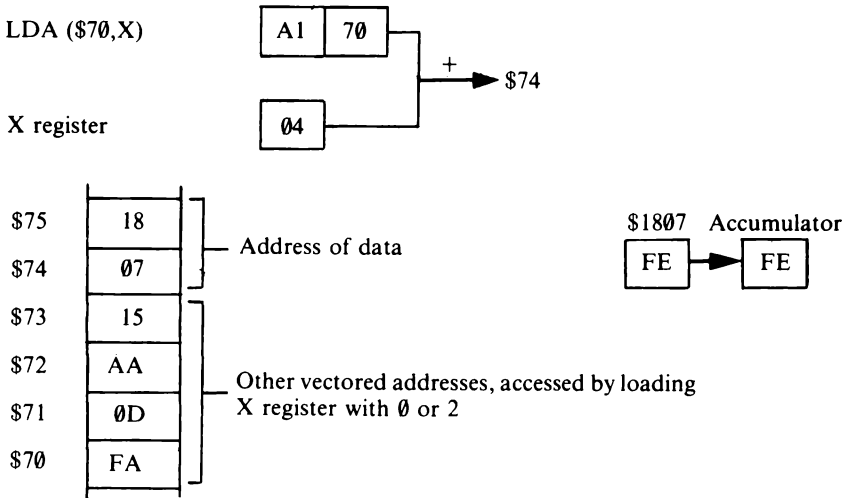 LDA ($70,X)
A1 70
+
$74
X register
04
$75 18
$74 07
Address of data
$1807 Accumulator
FE FE
$73 15
$72 AA
$71 0D
$70 FA
Other vectored addresses, accessed by loading
X register with 0 or 2